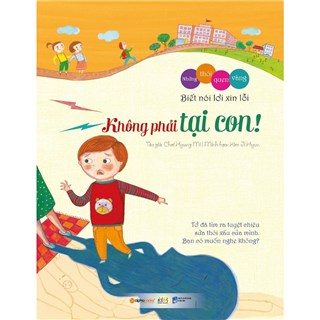 Những thói quen vàng
Biết nói lời xin lỗi
Không phải tại con!
Tớ đã tìm ra tuyệt chiêu
sửa thói xấu của mình.
Bạn có muốn nghe không?